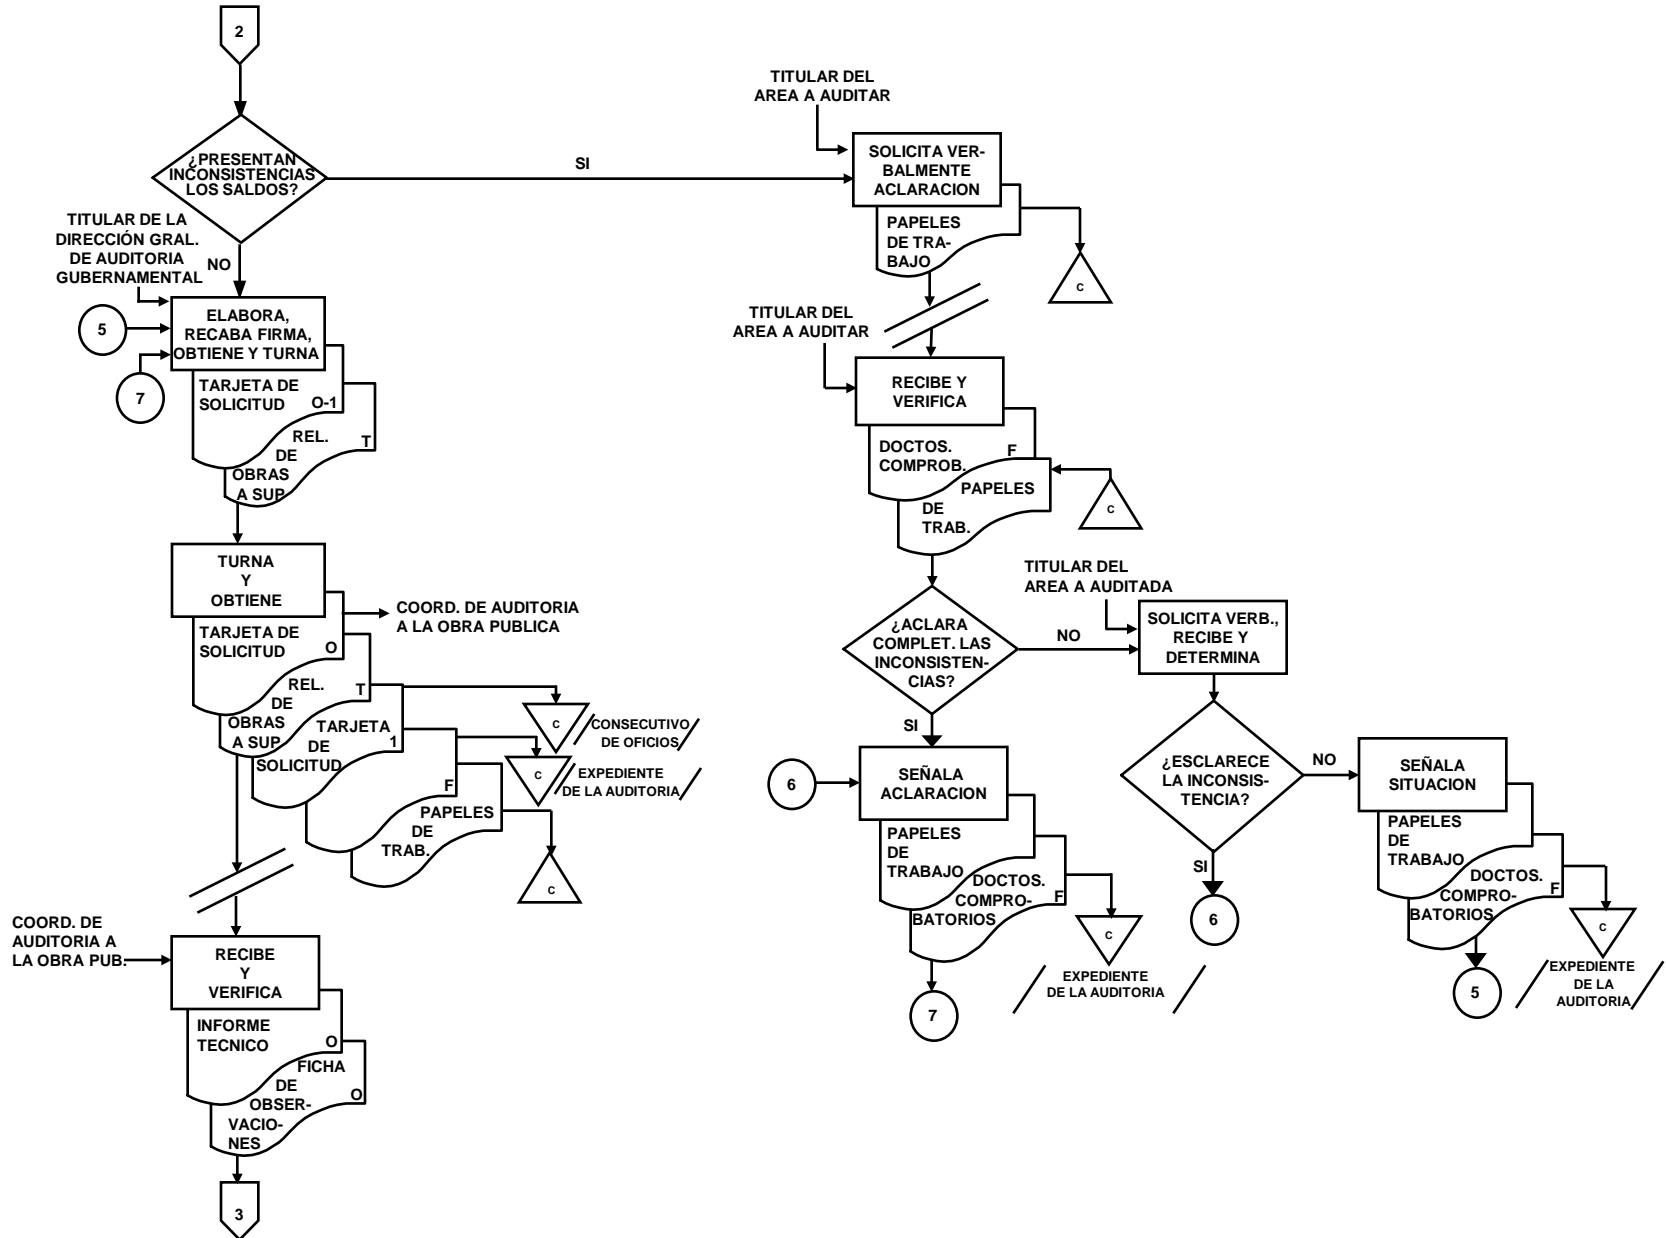 2
¿PRESENTAN
INCONSISTENCIAS
LOS SALDOS?
SI
NO
TITULAR DE LA
DIRECCIÓN GRAL.
DE AUDITORIA
GUBERNAMENTAL
5
7
ELABORA,
RECABA FIRMA,
OBTIENE Y TURNA
TARJETA DE
SOLICITUD
O-1
REL.
DE
OBRAS
A SUP.
T
TURNA
Y
OBTIENE
COORD. DE AUDITORIA
A LA OBRA PUBLICA
TARJETA DE
SOLICITUD
O
REL.
DE
OBRAS
A SUP.
T
TARJETA
DE
SOLICITUD
1
F
PAPELES
DE
TRAB.
C
CONSECUTIVO
DE OFICIOS
C
EXPEDIENTE
DE LA AUDITORIA
C
COORD. DE
AUDITORIA A
LA OBRA PUB.
RECIBE
Y
VERIFICA
INFORME
TECNICO
O
FICHA
DE
OBSER-
VACIO-
NES
O
3
TITULAR DEL
AREA A AUDITAR
SOLICITA VER-
BALMENTE
ACLARACION
PAPELES
DE TRA-
BAJO
C
TITULAR DEL
AREA A AUDITAR
RECIBE Y
VERIFICA
DOCTOS.
COMPROB.
F
PAPELES
DE
TRAB.
C
¿ACLARA
COMPLET. LAS
INCONSISTEN-
CIAS?
NO
SI
TITULAR DEL
AREA A AUDITADA
SOLICITA VERB.,
RECIBE Y
DETERMINA
6
SEÑALA
ACLARACION
PAPELES
DE
TRABAJO
DOCTOS.
COMPRO-
BATORIOS
F
C
EXPEDIENTE
DE LA AUDITORIA
7
¿ESCLARECE
LA INCONSIS-
TENCIA?
NO
SI
6
SEÑALA
SITUACION
PAPELES
DE
TRABAJO
DOCTOS.
COMPRO-
BATORIOS
F
C
EXPEDIENTE
DE LA
AUDITORIA
5